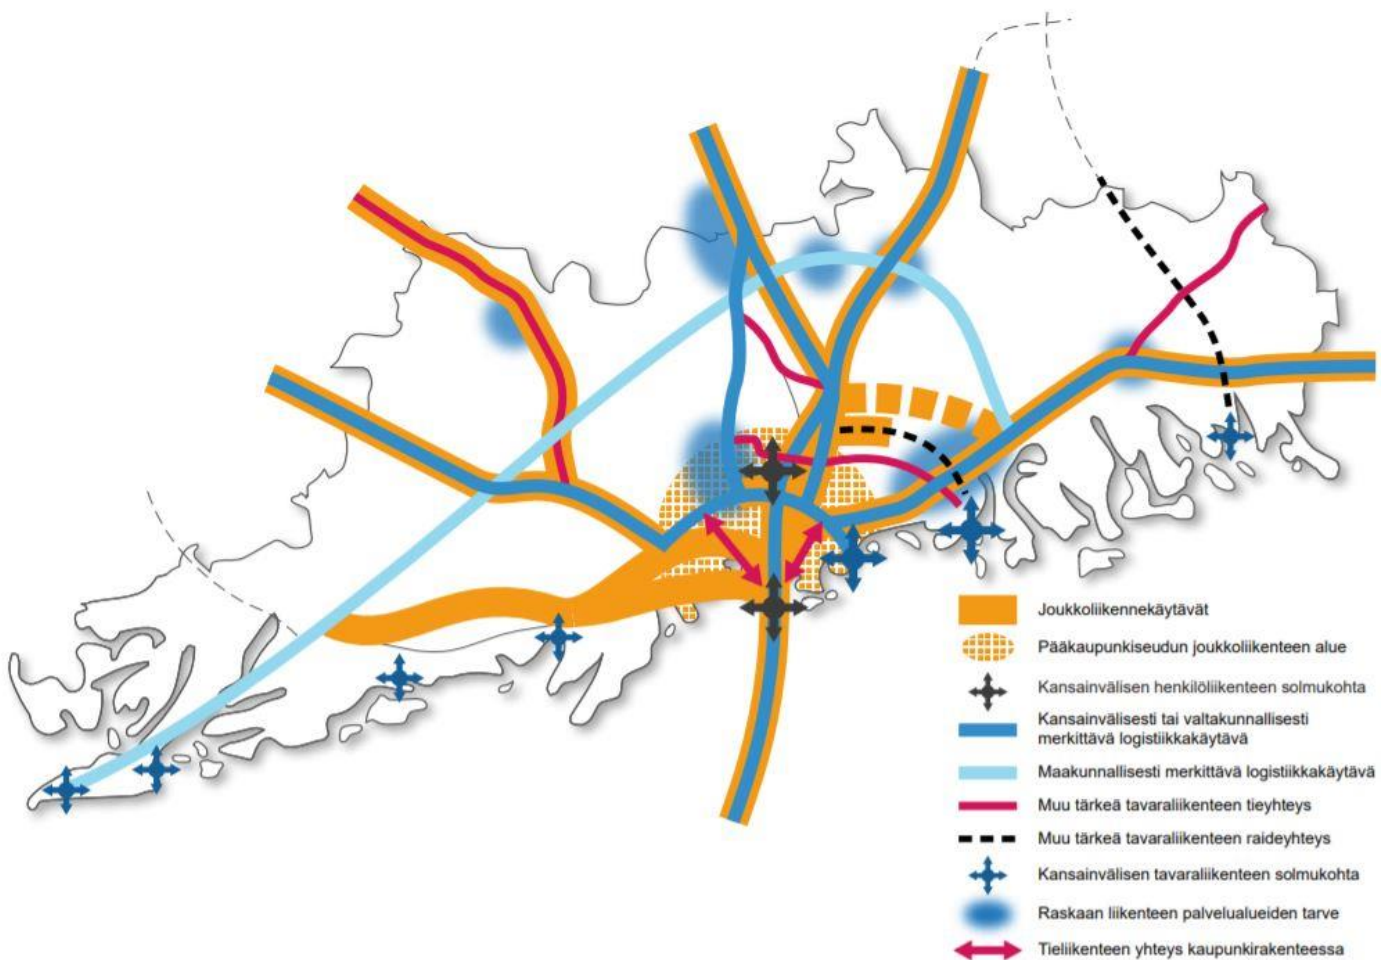 Joukkoliikennekäytävät
Pääkaupunkiseudun joukkoliikenteen alue
Kansainvälisen henkilöliikenteen solmukohta
Kansainvälisesti tai valtakunnallisesti
merkittävä logistiikkakäytävä
Maakunnallisesti merkittävä logistiikkakäytävä
Muu tärkeä tavaraliikenteen tieyhteys
Muu tärkeä tavaraliikenteen raideyhteys
Kansainvälisen tavaraliikenteen solmukohta
Raskaan liikenteen palvelualueiden tarve
Tieliikenteen yhteys kaupunkirakenteessa